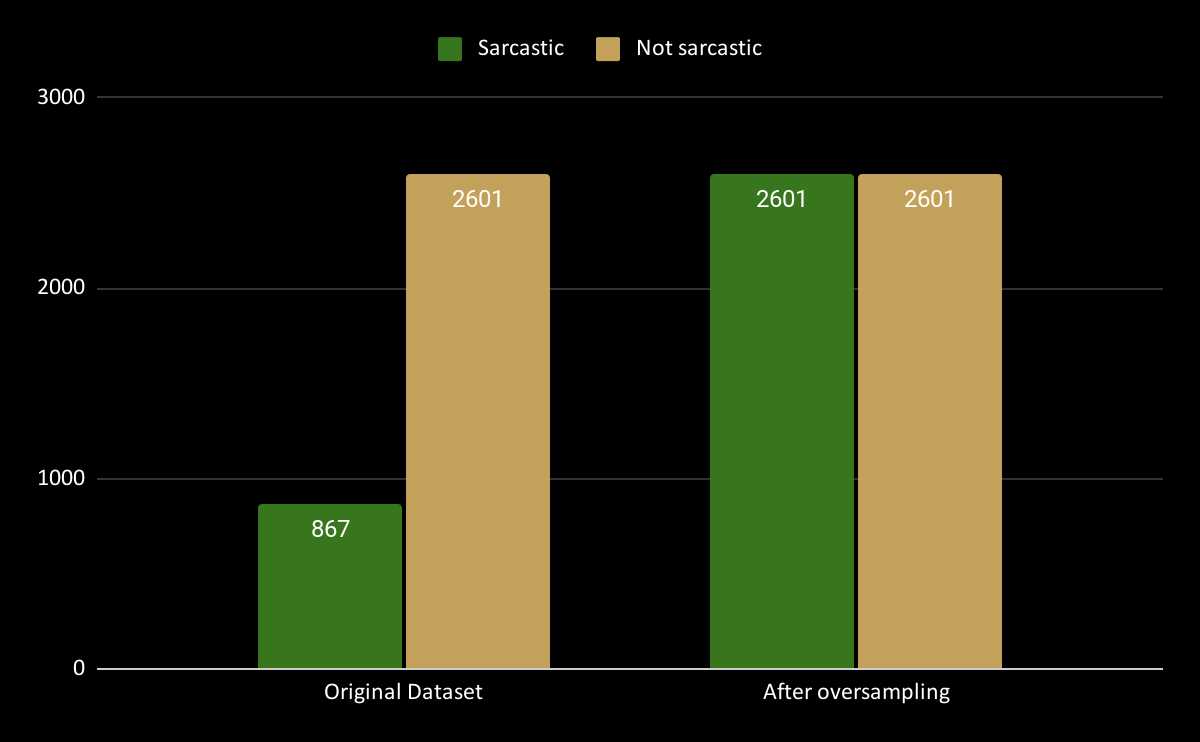 Sarcastic Not sarcastic
3000
2601 2601 2601
2000
1000
867
0
Original Dataset After oversampling